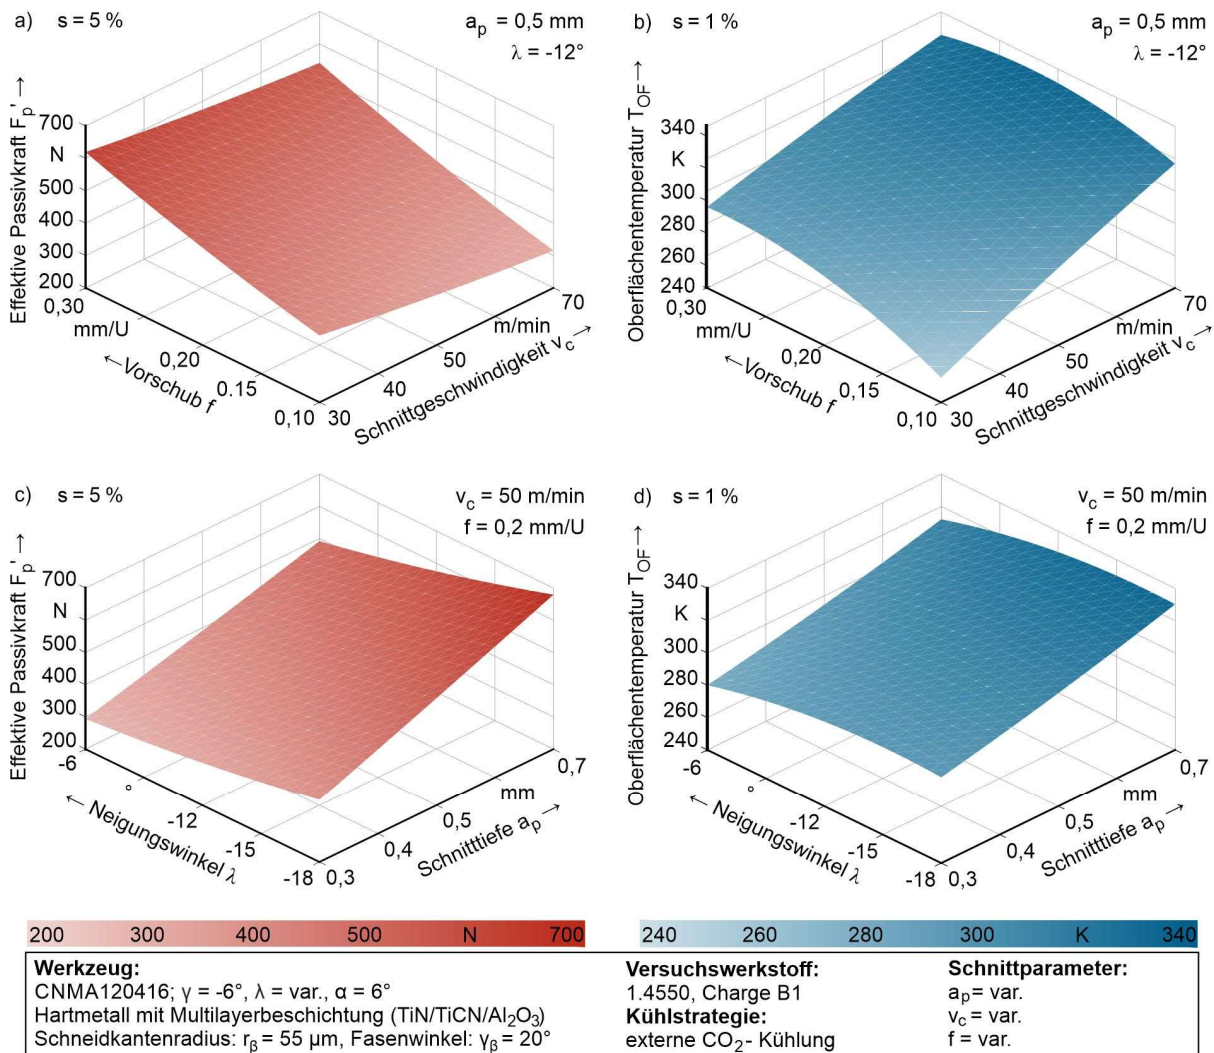 a) s = 5 % a_p = 0,5 mm
λ = -12°
Effektive Passivkraft F_p' →
700
N
500
400
300
200
0,30
mm/U
0,20
0.15
0,10
← Vorschub f
30
40
50
m/min
70
Schnittgeschwindigkeit v_c →
b) s = 1 % a_p = 0,5 mm
λ = -12°
Oberflächentemperatur T_OF →
340
K
300
280
260
240
0,30
mm/U
0,20
0,15
0,10
← Vorschub f
30
40
50
m/min
70
Schnittgeschwindigkeit v_c →
c) s = 5 % v_c = 50 m/min
f = 0,2 mm/U
Effektive Passivkraft F_p' →
700
N
500
400
300
200
-6
°
-12
-15
-18
← Neigungswinkel λ
0,3
0,4
0,5
mm
0,7
Schnitttiefe a_p →
d) s = 1 % v_c = 50 m/min
f = 0,2 mm/U
Oberflächentemperatur T_OF →
340
K
300
280
260
240
-6
°
-12
-15
-18
← Neigungswinkel λ
0,3
0,4
0,5
mm
0,7
Schnitttiefe a_p →
200 300 400 500 N 700
240 260 280 300 K 340
Werkzeug:
CNMA120416; γ = -6°, λ = var., α = 6°
Hartmetall mit Multilayerbeschichtung (TiN/TiCN/Al₂O₃)
Schneidkantenradius: r_β = 55 µm, Fasenwinkel: γ_β = 20°
Versuchswerkstoff:
1.4550, Charge B1
Kühlstrategie:
externe CO₂- Kühlung
Schnittparameter:
a_p = var.
v_c = var.
f = var.